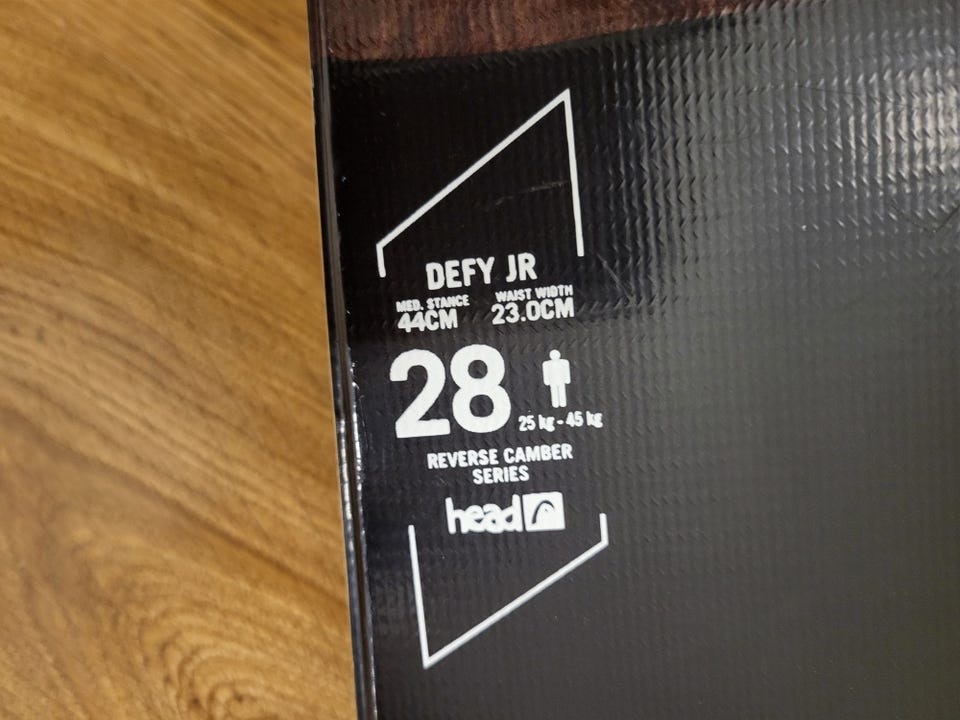 DEFY JR
MED. STANCE WAIST WIDTH
44CM 23.0CM
28
25 kg - 45 kg
REVERSE CAMBER
SERIES
head